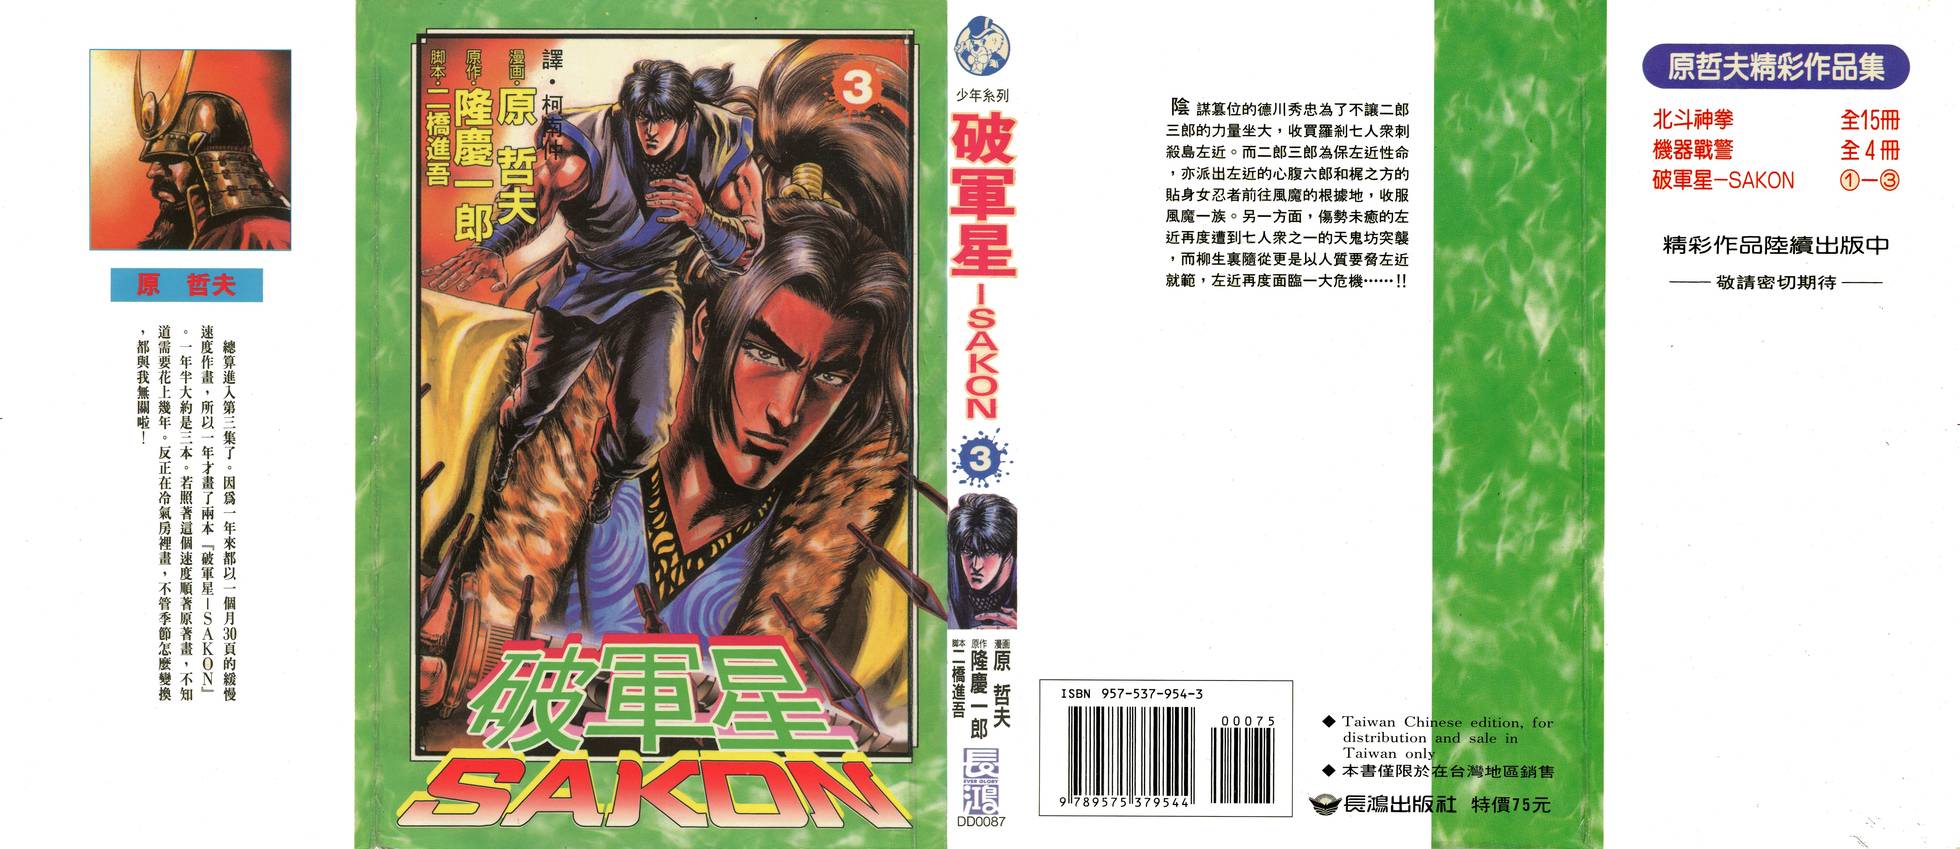 原 哲夫
總算進入第三集了。因為一年來都以一個月30頁的緩慢
速度作畫，所以一年才畫了兩本『破軍星－SAKON』
。一年半大約是三本。若照著這個速度順著原著畫，不知
道需要花上幾年。反正在冷氣房裡畫，不管季節怎麼變換
，都與我無關啦！
3
譯・柯南仲
漫画・原 哲夫
原作・隆慶一郎
脚本・二橋進吾
破軍星
SAKON
少年系列
破軍星－SAKON
3
漫画 原 哲夫
原作 隆慶一郎
脚本 二橋進吾
長鴻
EVER GLORY
DD0087
陰謀篡位的德川秀忠為了不讓二郎
三郎的力量坐大，收買羅剎七人衆刺
殺島左近。而二郎三郎為保左近性命
，亦派出左近的心腹六郎和梶之方的
貼身女忍者前往風魔的根據地，收服
風魔一族。另一方面，傷勢未癒的左
近再度遭到七人衆之一的天鬼坊突襲
，而柳生裏隨從更是以人質要脅左近
就範，左近再度面臨一大危機……!!
ISBN 957-537-954-3
00075
9 789575 379544
◆ Taiwan Chinese edition, for
distribution and sale in
Taiwan only
◆ 本書僅限於在台灣地區銷售
長鴻出版社 特價75元
原哲夫精彩作品集
北斗神拳 全15冊
機器戰警 全4冊
破軍星－SAKON ①－③
精彩作品陸續出版中
── 敬請密切期待 ──